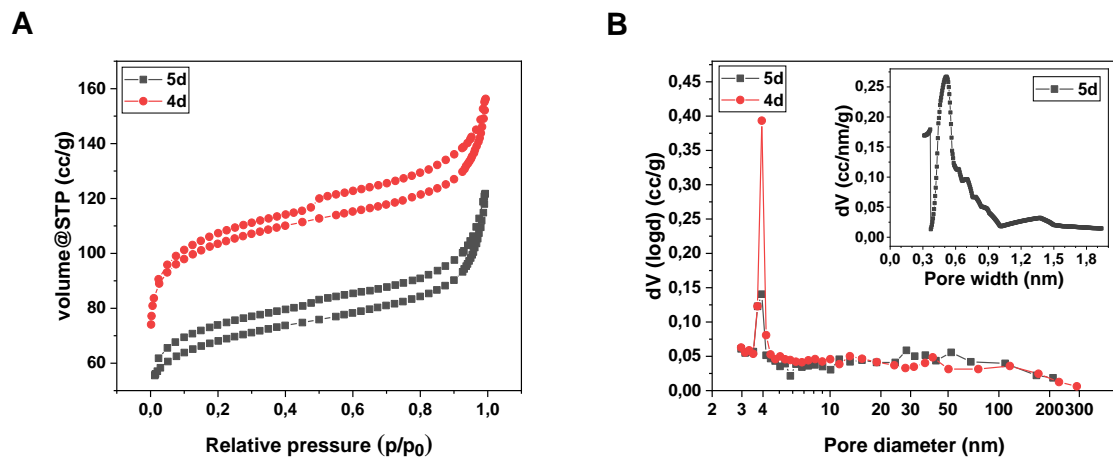 A
volume@STP (cc/g)
160
140
120
100
80
60
5d
4d
0,0 0,2 0,4 0,6 0,8 1,0
Relative pressure (p/p0)
B
dV (logd) (cc/g)
0,45
0,40
0,35
0,30
0,25
0,20
0,15
0,10
0,05
0,00
5d
4d
2 3 4 10 20 30 50 100 200 300
Pore diameter (nm)
dV (cc/nm/g)
0,25
0,20
0,15
0,10
0,05
0,00
5d
0,0 0,3 0,6 0,9 1,2 1,5 1,8
Pore width (nm)